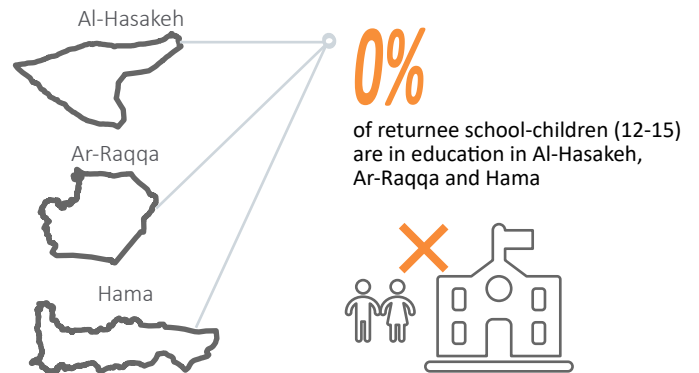 Al-Hasakeh
Ar-Raqqa
Hama
0%
of returnee school-children (12-15)
are in education in Al-Hasakeh,
Ar-Raqqa and Hama